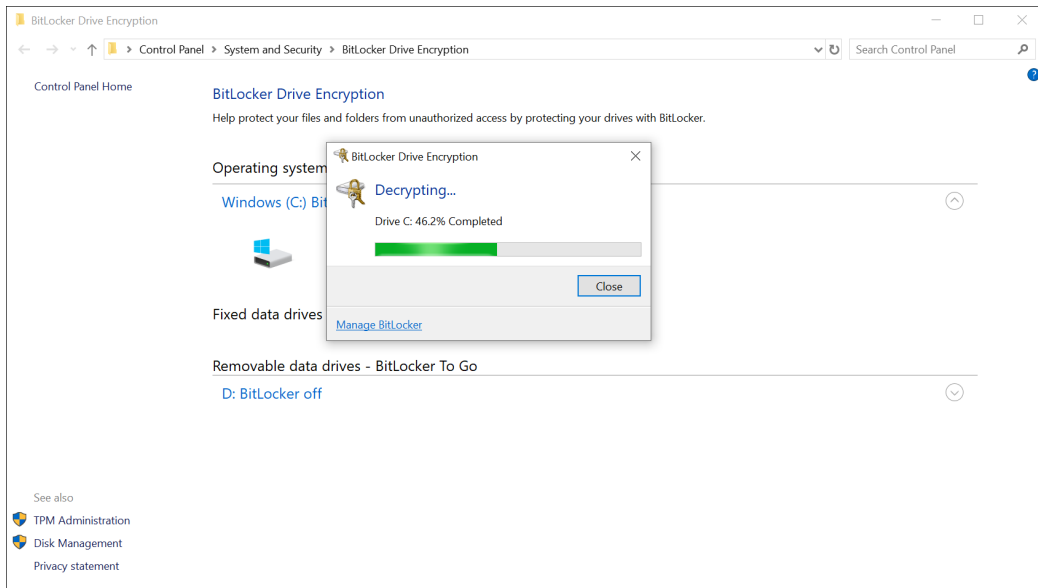 BitLocker Drive Encryption
Control Panel > System and Security > BitLocker Drive Encryption
Search Control Panel
?
Control Panel Home
BitLocker Drive Encryption
Help protect your files and folders from unauthorized access by protecting your drives with BitLocker.
Operating system
Windows (C:)
BitLocker Drive Encryption
Decrypting...
Drive C: 46.2% Completed
Close
Manage BitLocker
Fixed data drives
Removable data drives - BitLocker To Go
D: BitLocker off
See also
TPM Administration
Disk Management
Privacy statement